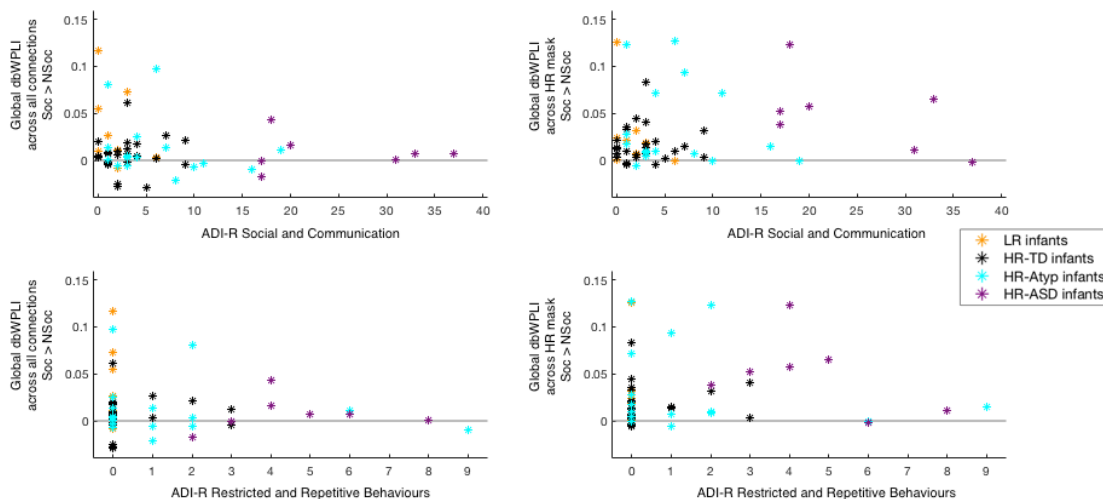 Global dbWPLI
across all connections
Soc > NSoc
0.15
0.1
0.05
0
0 5 10 15 20 25 30 35 40
ADI-R Social and Communication
Global dbWPLI
across HR mask
Soc > NSoc
0.15
0.1
0.05
0
0 5 10 15 20 25 30 35 40
ADI-R Social and Communication
LR infants
HR-TD infants
HR-Atyp infants
HR-ASD infants
Global dbWPLI
across all connections
Soc > NSoc
0.15
0.1
0.05
0
0 1 2 3 4 5 6 7 8 9
ADI-R Restricted and Repetitive Behaviours
Global dbWPLI
across HR mask
Soc > NSoc
0.15
0.1
0.05
0
0 1 2 3 4 5 6 7 8 9
ADI-R Restricted and Repetitive Behaviours